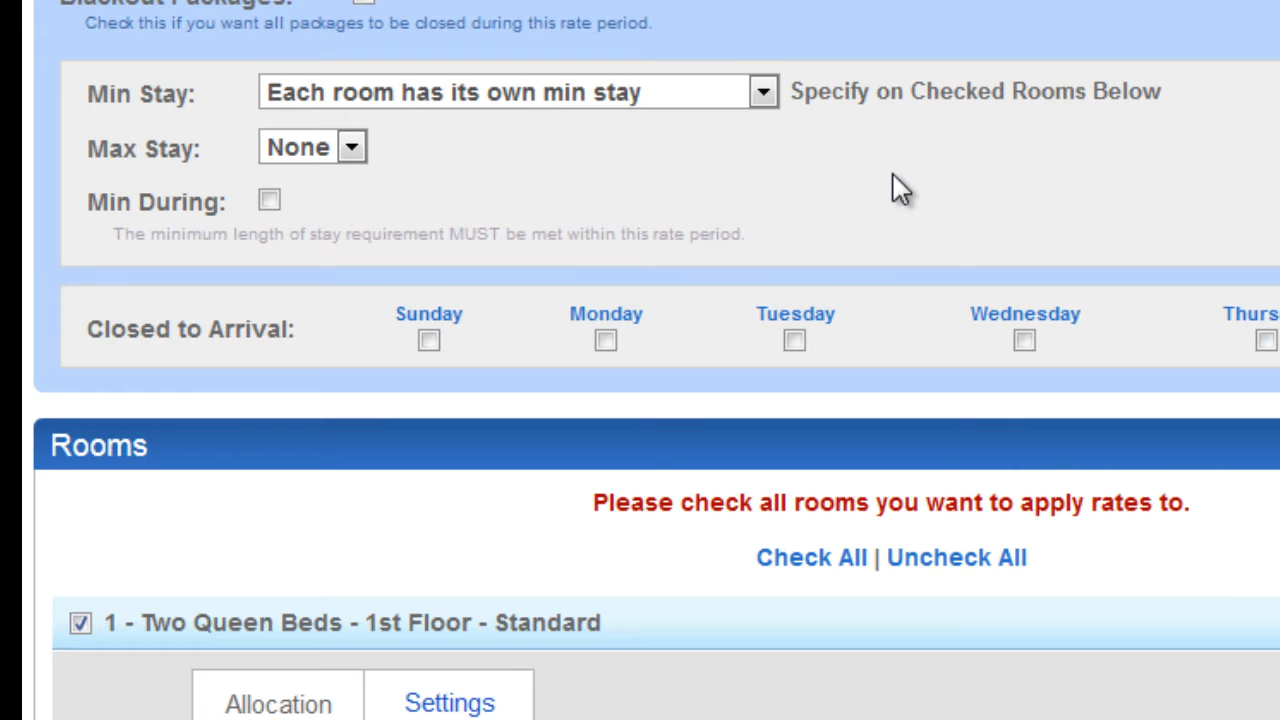 Blackout Packages:
Check this if you want all packages to be closed during this rate period.
Min Stay: Each room has its own min stay Specify on Checked Rooms Below
Max Stay: None
Min During:
The minimum length of stay requirement MUST be met within this rate period.
Sunday Monday Tuesday Wednesday Thurs
Closed to Arrival:
Rooms
Please check all rooms you want to apply rates to.
Check All | Uncheck All
1 - Two Queen Beds - 1st Floor - Standard
Allocation Settings